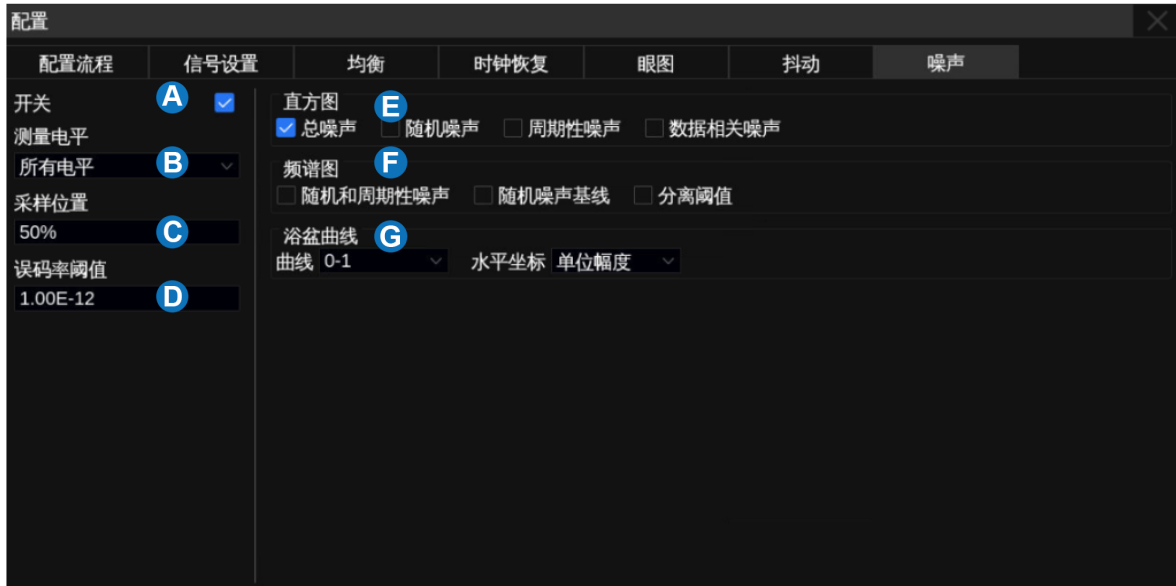 配置
配置流程 信号设置 均衡 时钟恢复 眼图 抖动 噪声
开关 A
测量电平
所有电平 B
采样位置
50% C
误码率阈值
1.00E-12 D
直方图 E
总噪声 随机噪声 周期性噪声 数据相关噪声
频谱图 F
随机和周期性噪声 随机噪声基线 分离阈值
浴盆曲线 G
曲线 0-1 水平坐标 单位幅度